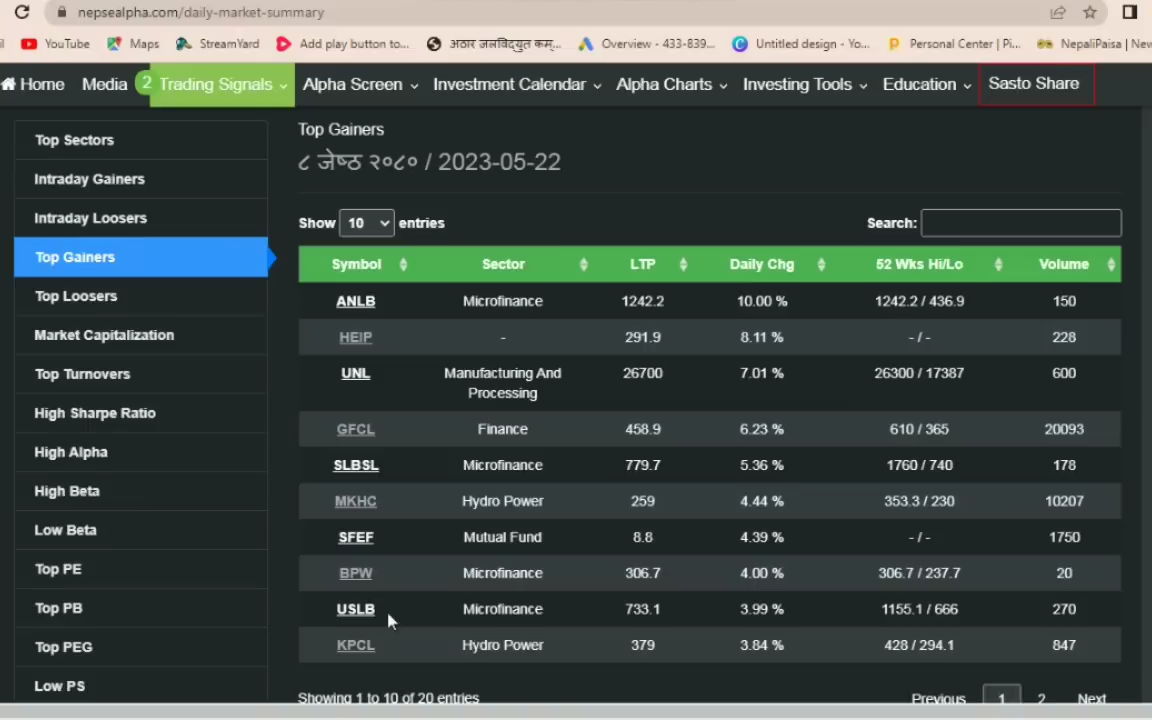 nepsealpha.com/daily-market-summary
YouTube Maps StreamYard Add play button to... अठार जलविद्युत कम्... Overview - 433-839... Untitled design - Yo... Personal Center | Pi... NepaliPaisa | New
Home Media 2 Trading Signals Alpha Screen Investment Calendar Alpha Charts Investing Tools Education Sasto Share
Top Sectors
Intraday Gainers
Intraday Loosers
Top Gainers
Top Loosers
Market Capitalization
Top Turnovers
High Sharpe Ratio
High Alpha
High Beta
Low Beta
Top PE
Top PB
Top PEG
Low PS
Top Gainers
८ जेष्ठ २०८० / 2023-05-22
Show 10 entries Search:
Symbol Sector LTP Daily Chg 52 Wks Hi/Lo Volume
ANLB Microfinance 1242.2 10.00 % 1242.2 / 436.9 150
HEIP - 291.9 8.11 % - / - 228
UNL Manufacturing And Processing 26700 7.01 % 26300 / 17387 600
GFCL Finance 458.9 6.23 % 610 / 365 20093
SLBSL Microfinance 779.7 5.36 % 1760 / 740 178
MKHC Hydro Power 259 4.44 % 353.3 / 230 10207
SFEF Mutual Fund 8.8 4.39 % - / - 1750
BPW Microfinance 306.7 4.00 % 306.7 / 237.7 20
USLB Microfinance 733.1 3.99 % 1155.1 / 666 270
KPCL Hydro Power 379 3.84 % 428 / 294.1 847
Showing 1 to 10 of 20 entries Previous 1 2 Next